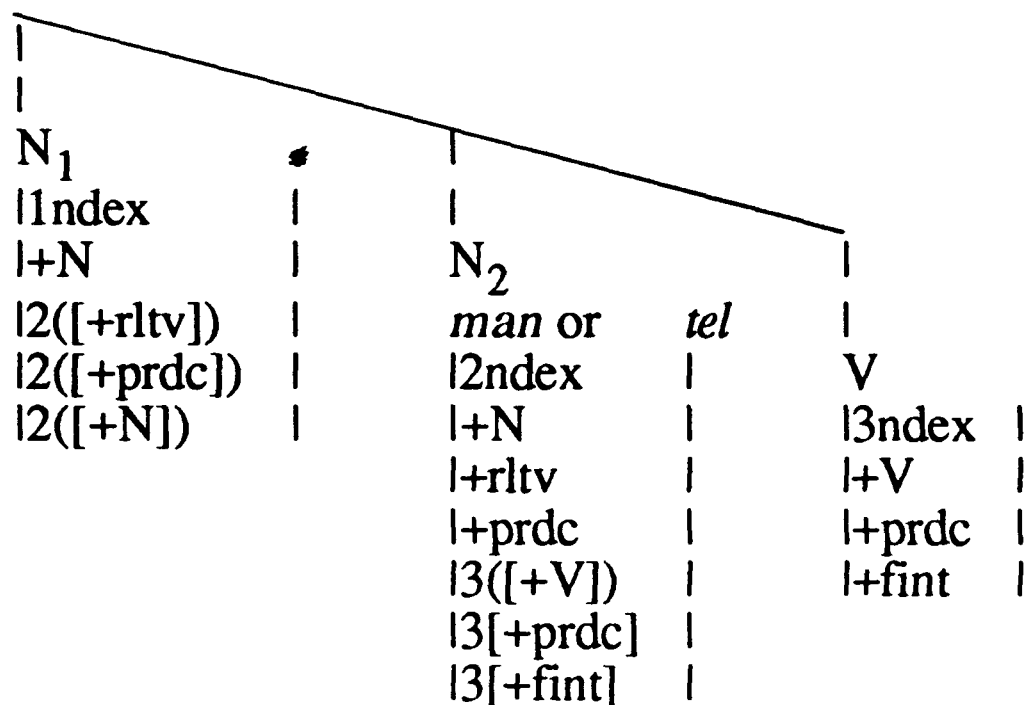 N₁
|1ndex
|+N
|2([+rltv])
|2([+prdc])
|2([+N])
N₂
man or tel
|2ndex
|+N
|+rltv
|+prdc
|3([+V])
|3[+prdc]
|3[+fint]
V
|3ndex
|+V
|+prdc
|+fint